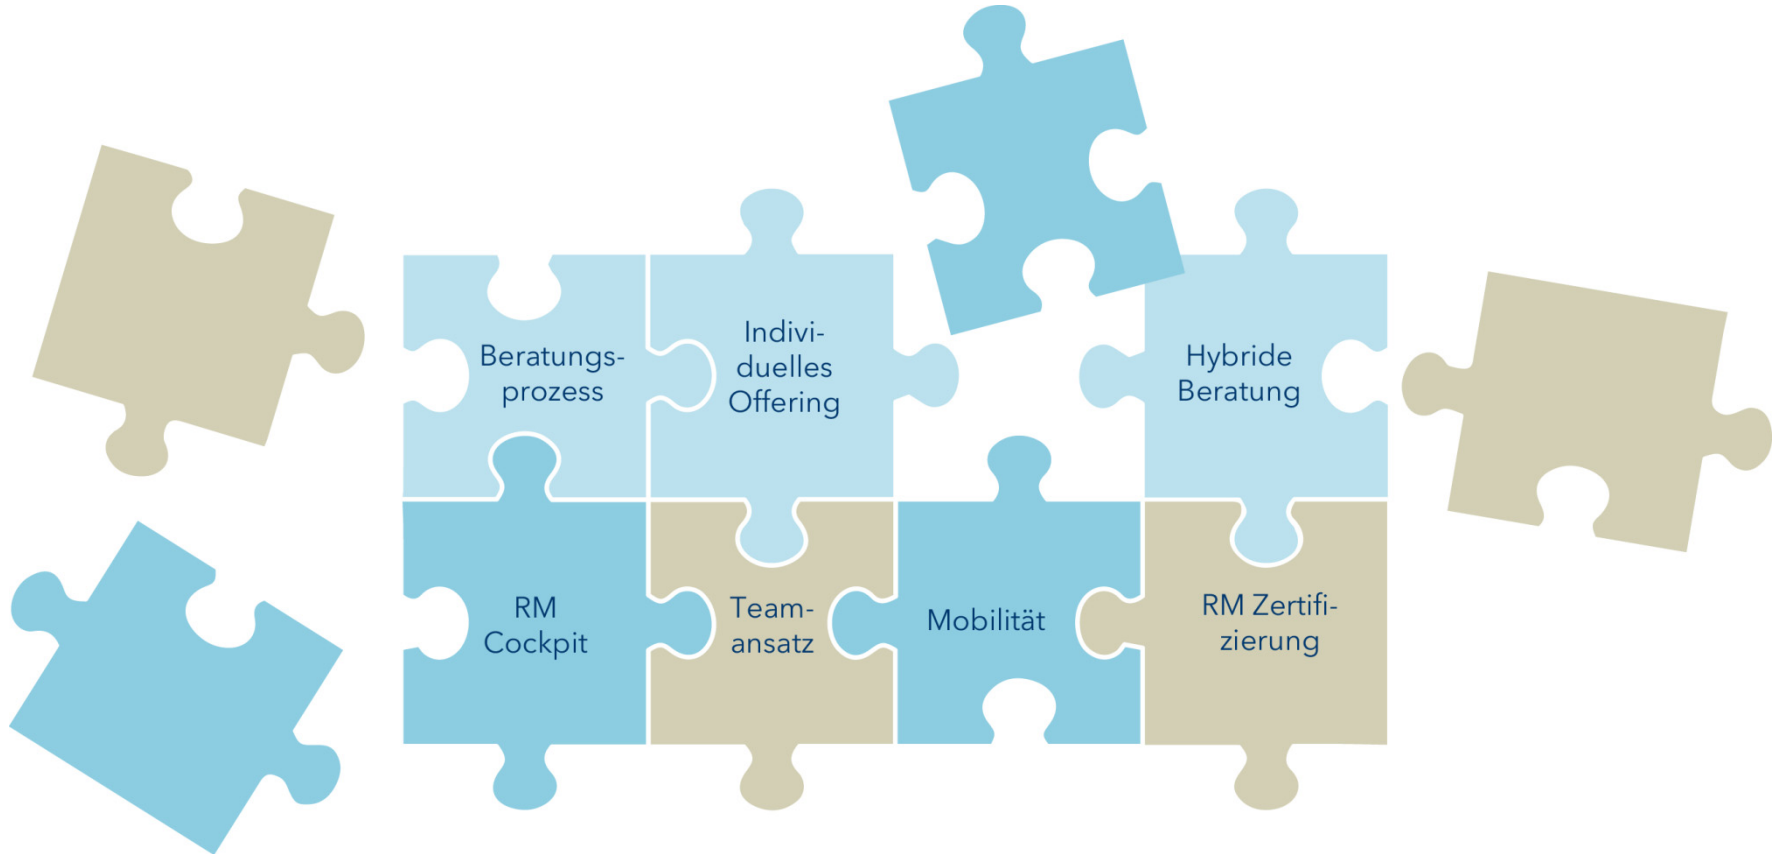 Beratungs-
prozess
Indivi-
duelles
Offering
Hybride
Beratung
RM
Cockpit
Team-
ansatz
Mobilität
RM Zertifi-
zierung